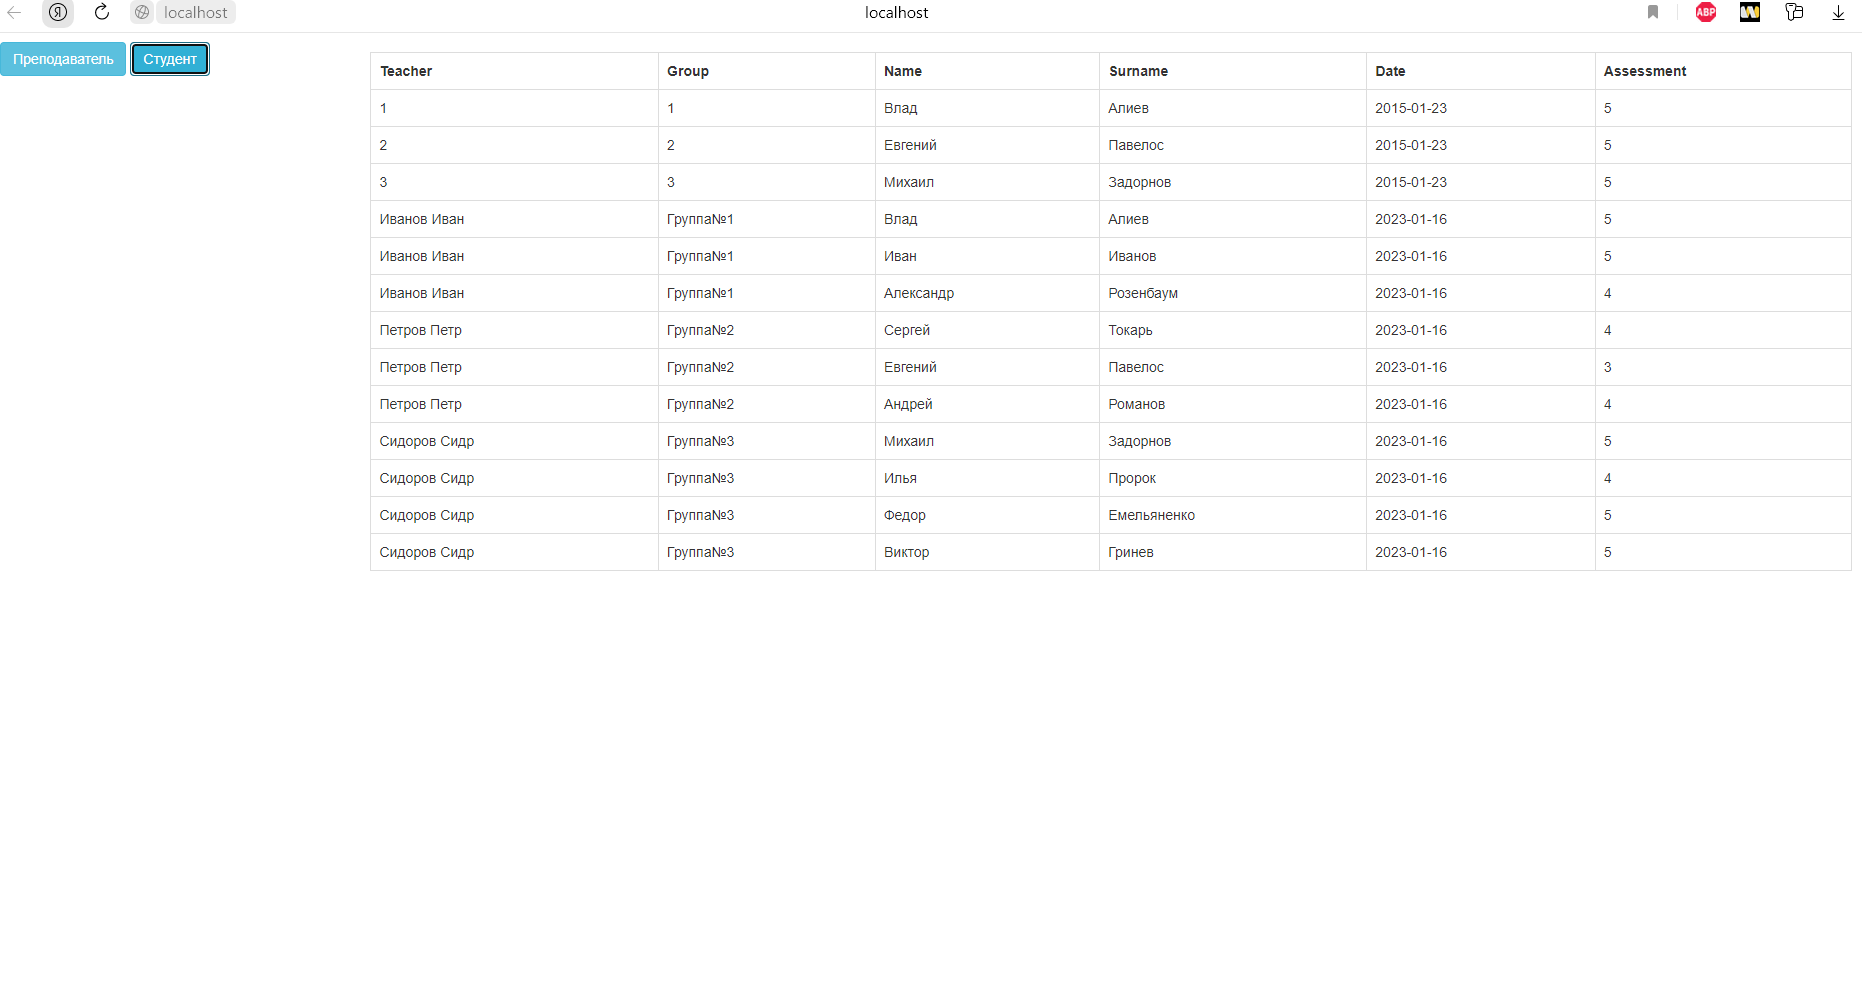 Я localhost localhost ABP W
Преподаватель Студент
Teacher Group Name Surname Date Assessment
1 1 Влад Алиев 2015-01-23 5
2 2 Евгений Павелос 2015-01-23 5
3 3 Михаил Задорнов 2015-01-23 5
Иванов Иван Группа№1 Влад Алиев 2023-01-16 5
Иванов Иван Группа№1 Иван Иванов 2023-01-16 5
Иванов Иван Группа№1 Александр Розенбаум 2023-01-16 4
Петров Петр Группа№2 Сергей Токарь 2023-01-16 4
Петров Петр Группа№2 Евгений Павелос 2023-01-16 3
Петров Петр Группа№2 Андрей Романов 2023-01-16 4
Сидоров Сидр Группа№3 Михаил Задорнов 2023-01-16 5
Сидоров Сидр Группа№3 Илья Пророк 2023-01-16 4
Сидоров Сидр Группа№3 Федор Емельяненко 2023-01-16 5
Сидоров Сидр Группа№3 Виктор Гринев 2023-01-16 5